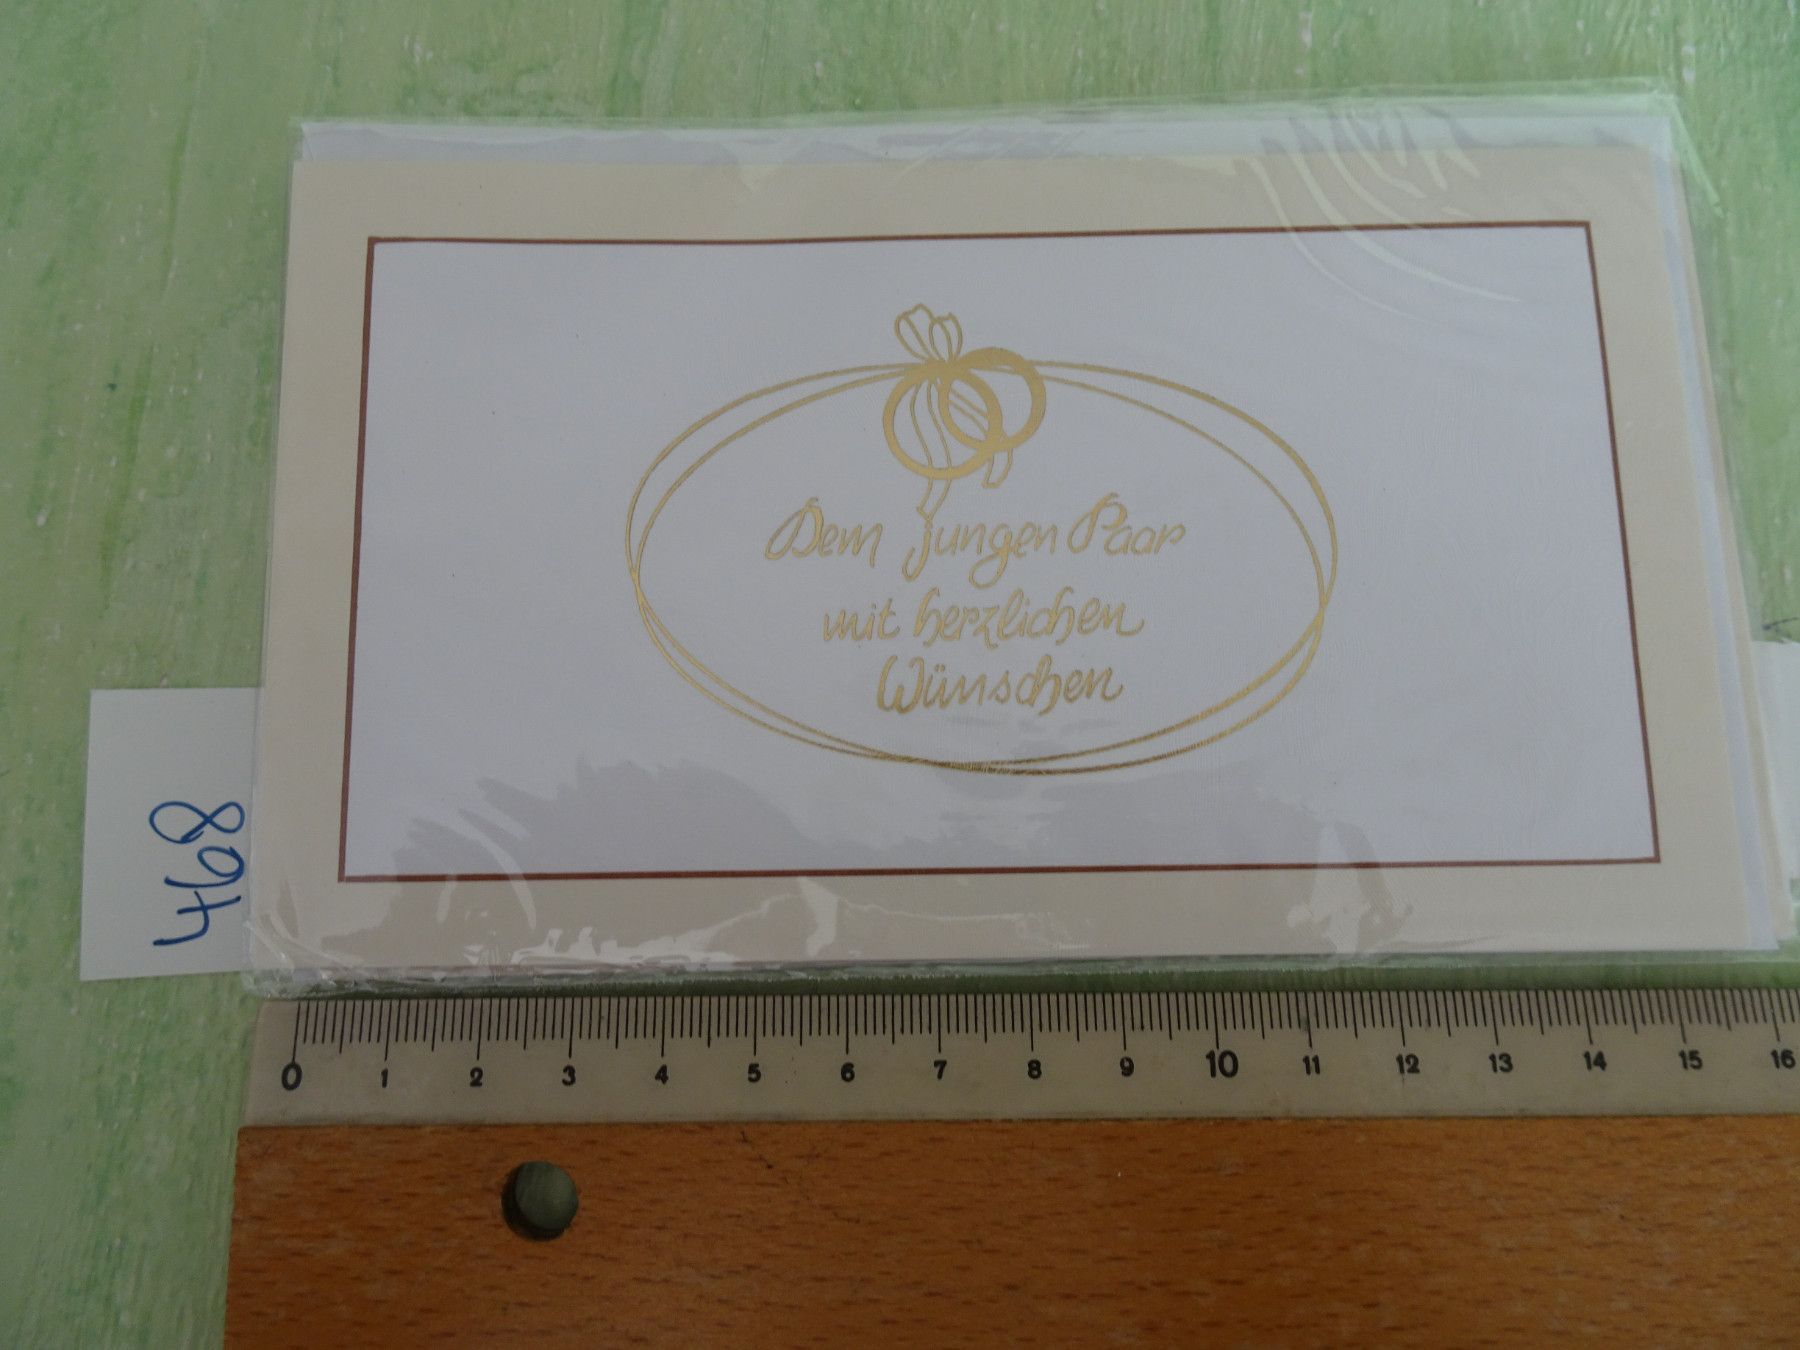 Dem jungen Paar
mit herzlichen
Wünschen
468
0 1 2 3 4 5 6 7 8 9 10 11 12 13 14 15 16